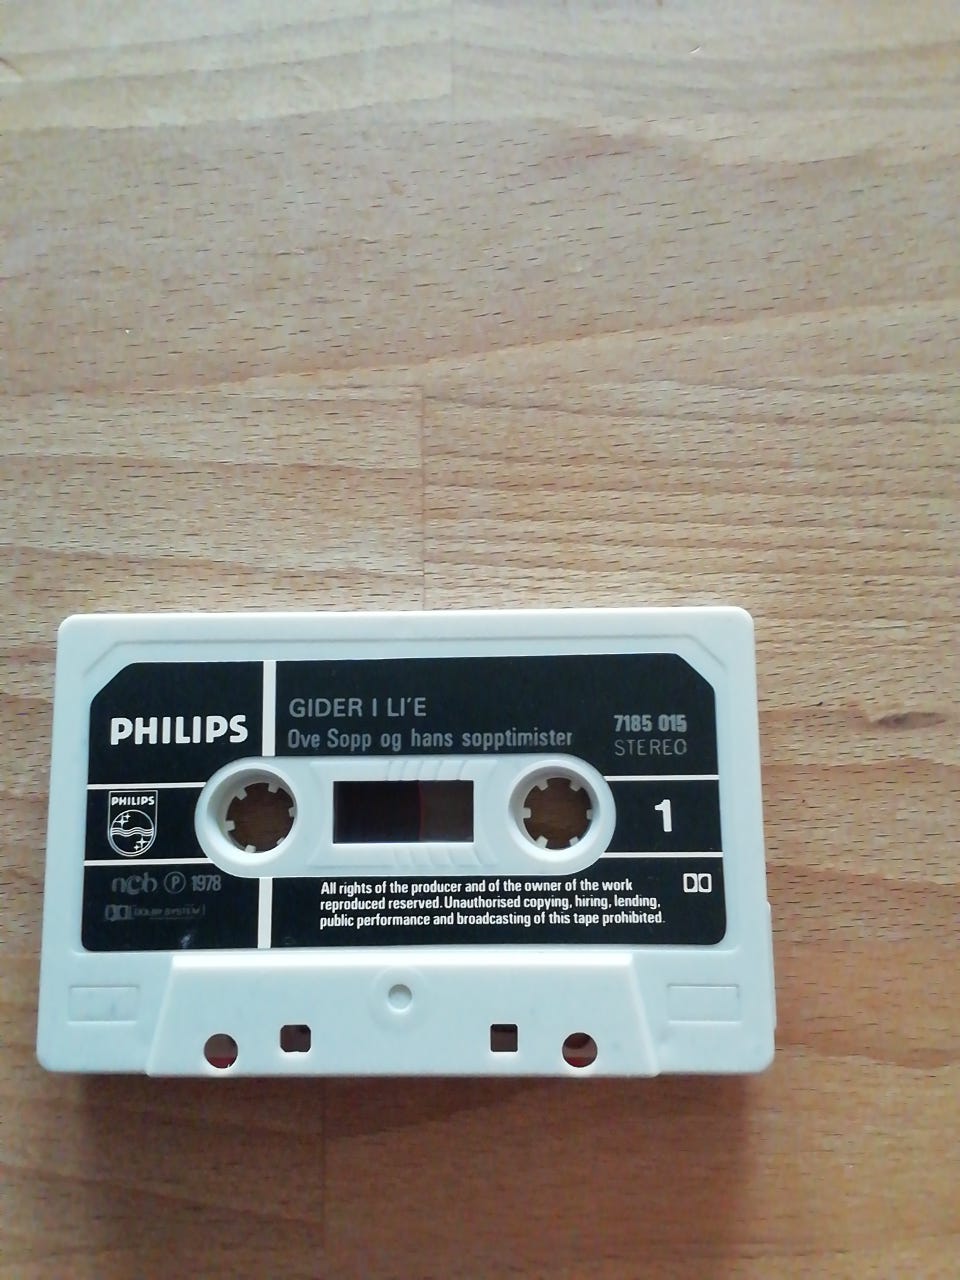 GIDER I LI'E
Ove Sopp og hans sopptimister
PHILIPS
7185 015
STEREO
PHILIPS
1
ncb Ⓟ 1978
DOLBY SYSTEM
All rights of the producer and of the owner of the work
reproduced reserved. Unauthorised copying, hiring, lending,
public performance and broadcasting of this tape prohibited.